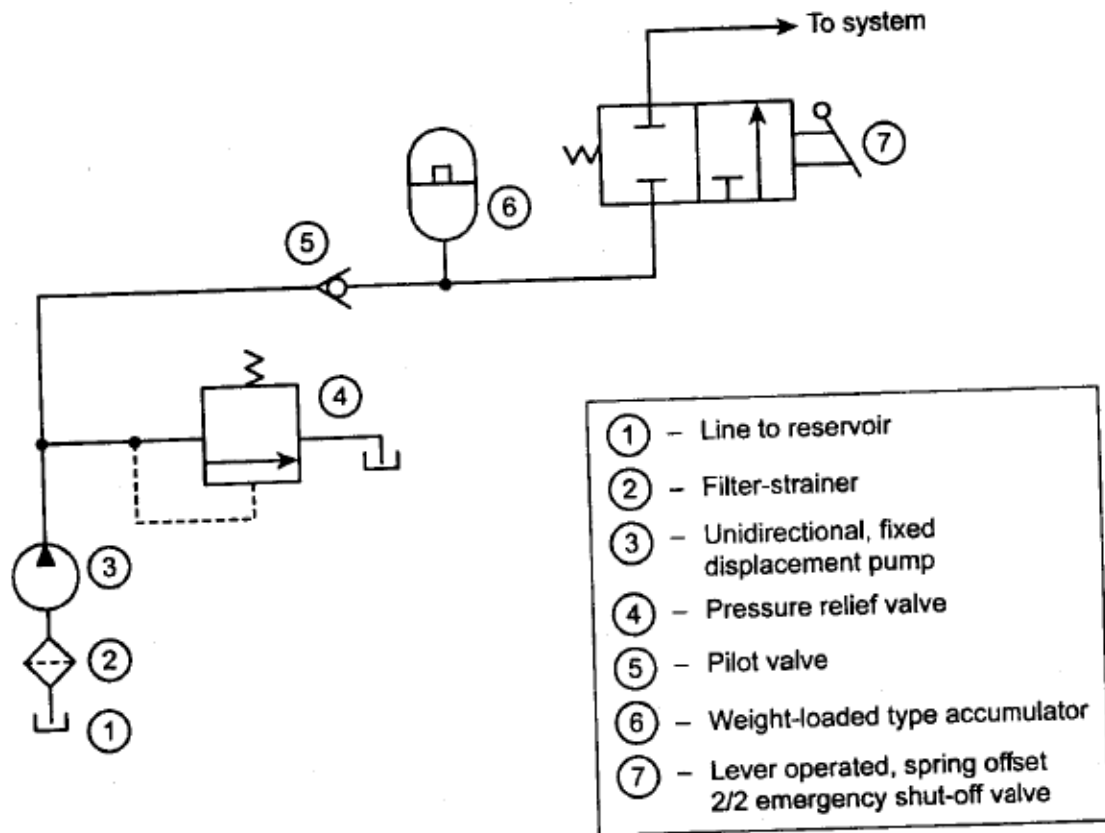 To system
7
6
5
4
3
2
1
1 – Line to reservoir
2 – Filter-strainer
3 – Unidirectional, fixed
displacement pump
4 – Pressure relief valve
5 – Pilot valve
6 – Weight-loaded type accumulator
7 – Lever operated, spring offset
2/2 emergency shut-off valve